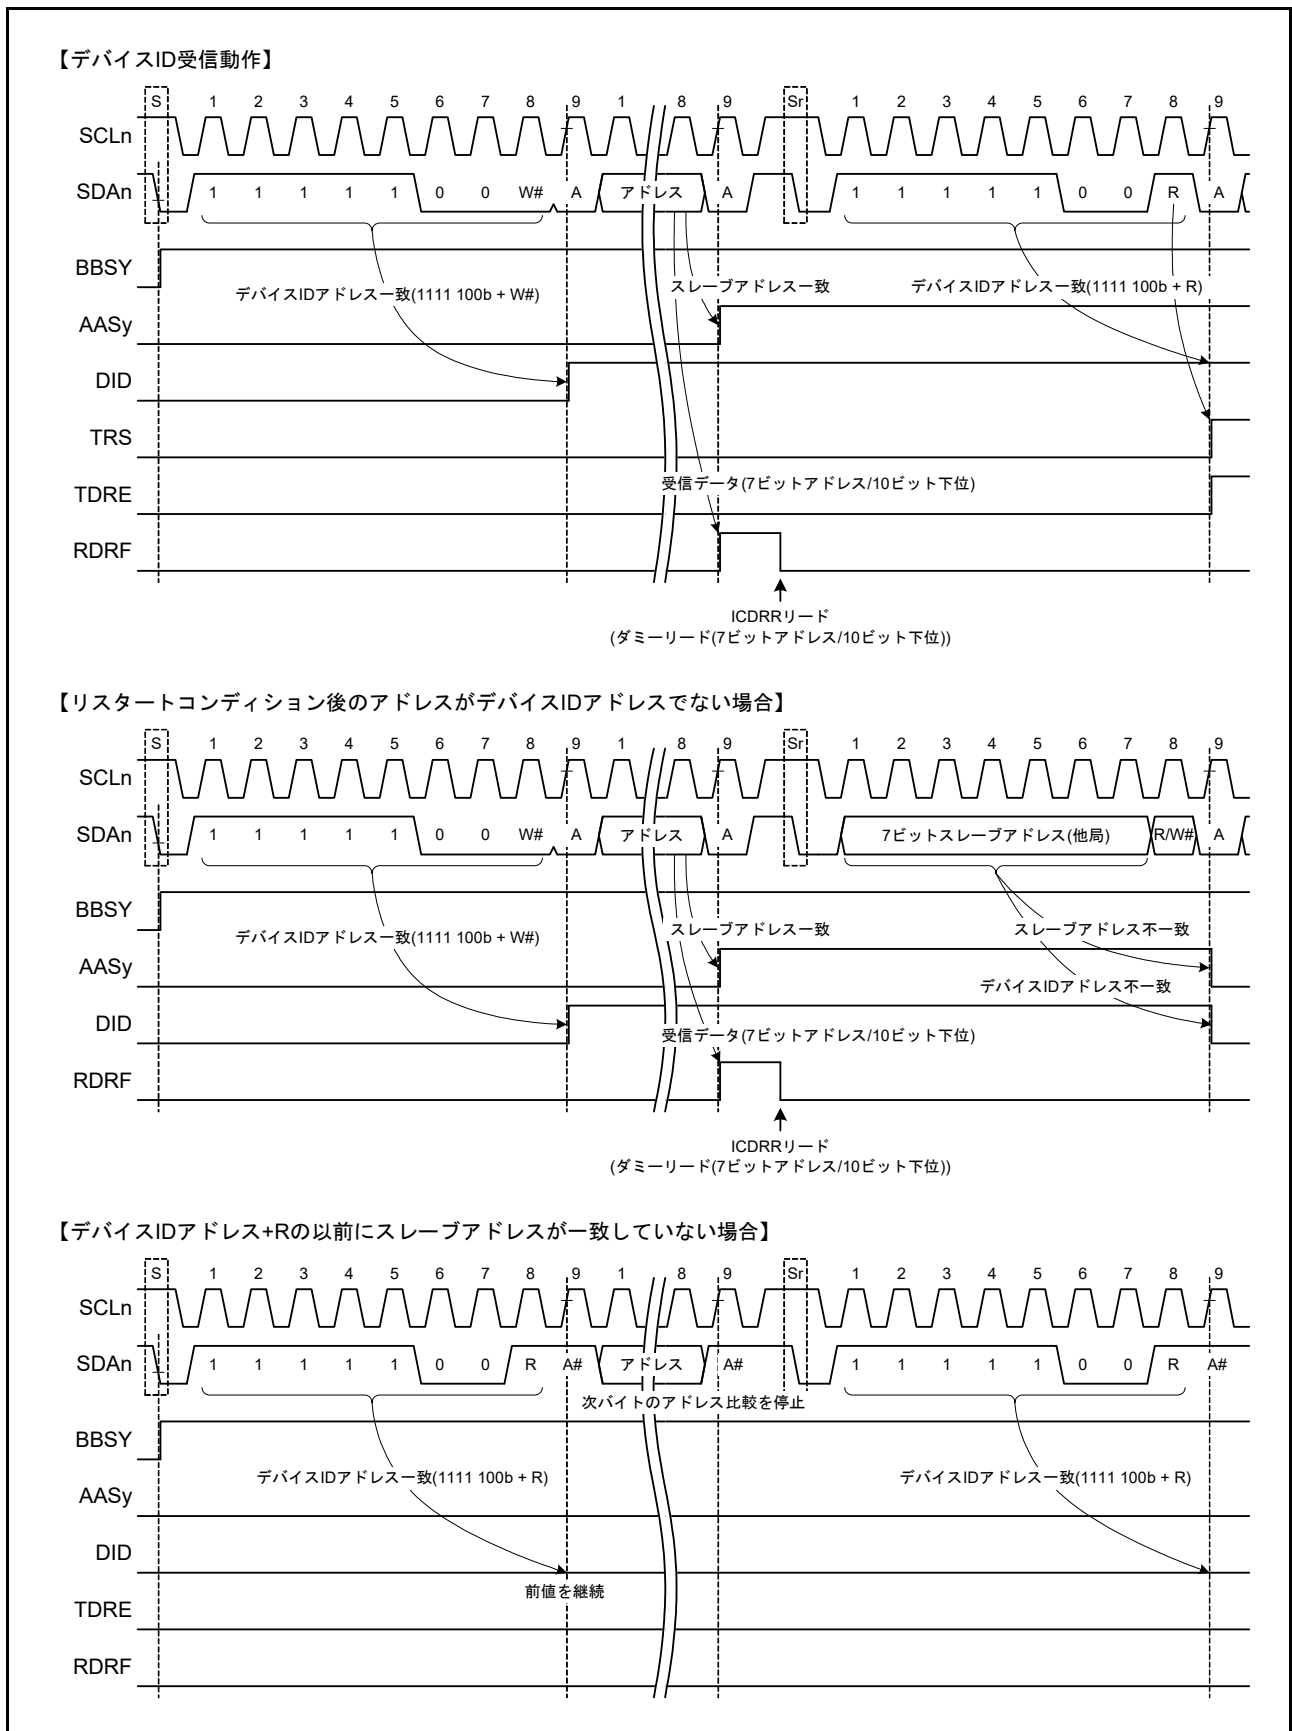 【デバイスID受信動作】
S 1 2 3 4 5 6 7 8 9 1 8 9 Sr 1 2 3 4 5 6 7 8 9
SCLn
SDAn 1 1 1 1 1 0 0 W# A アドレス A 1 1 1 1 1 0 0 R A
BBSY
デバイスIDアドレス一致(1111 100b + W#) スレーブアドレス一致 デバイスIDアドレス一致(1111 100b + R)
AASy
DID
TRS
受信データ(7ビットアドレス/10ビット下位)
TDRE
RDRF
ICDRRリード
(ダミーリード(7ビットアドレス/10ビット下位))
【リスタートコンディション後のアドレスがデバイスIDアドレスでない場合】
S 1 2 3 4 5 6 7 8 9 1 8 9 Sr 1 2 3 4 5 6 7 8 9
SCLn
SDAn 1 1 1 1 1 0 0 W# A アドレス A 7ビットスレーブアドレス(他局) R/W# A
BBSY
デバイスIDアドレス一致(1111 100b + W#) スレーブアドレス一致 スレーブアドレス不一致
AASy
デバイスIDアドレス不一致
DID
受信データ(7ビットアドレス/10ビット下位)
RDRF
ICDRRリード
(ダミーリード(7ビットアドレス/10ビット下位))
【デバイスIDアドレス+Rの以前にスレーブアドレスが一致していない場合】
S 1 2 3 4 5 6 7 8 9 1 8 9 Sr 1 2 3 4 5 6 7 8 9
SCLn
SDAn 1 1 1 1 1 0 0 R A# アドレス A# 1 1 1 1 1 0 0 R A#
次バイトのアドレス比較を停止
BBSY
デバイスIDアドレス一致(1111 100b + R) デバイスIDアドレス一致(1111 100b + R)
AASy
DID
前値を継続
TDRE
RDRF